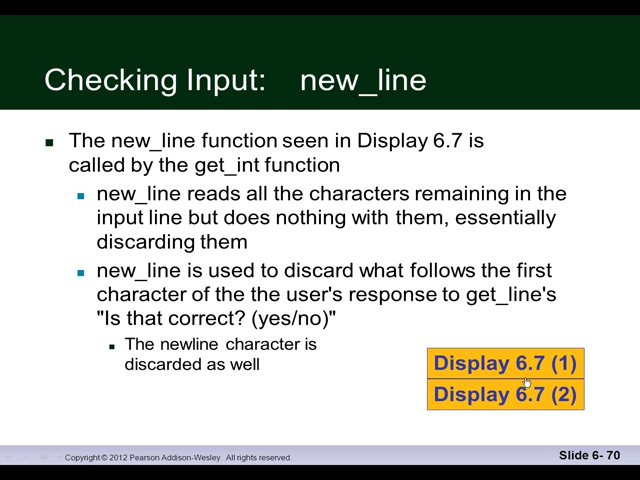 Checking Input: new_line
The new_line function seen in Display 6.7 is
called by the get_int function
new_line reads all the characters remaining in the
input line but does nothing with them, essentially
discarding them
new_line is used to discard what follows the first
character of the the user's response to get_line's
"Is that correct? (yes/no)"
The newline character is
discarded as well
Display 6.7 (1)
Display 6.7 (2)
Copyright © 2012 Pearson Addison-Wesley. All rights reserved.
Slide 6- 70